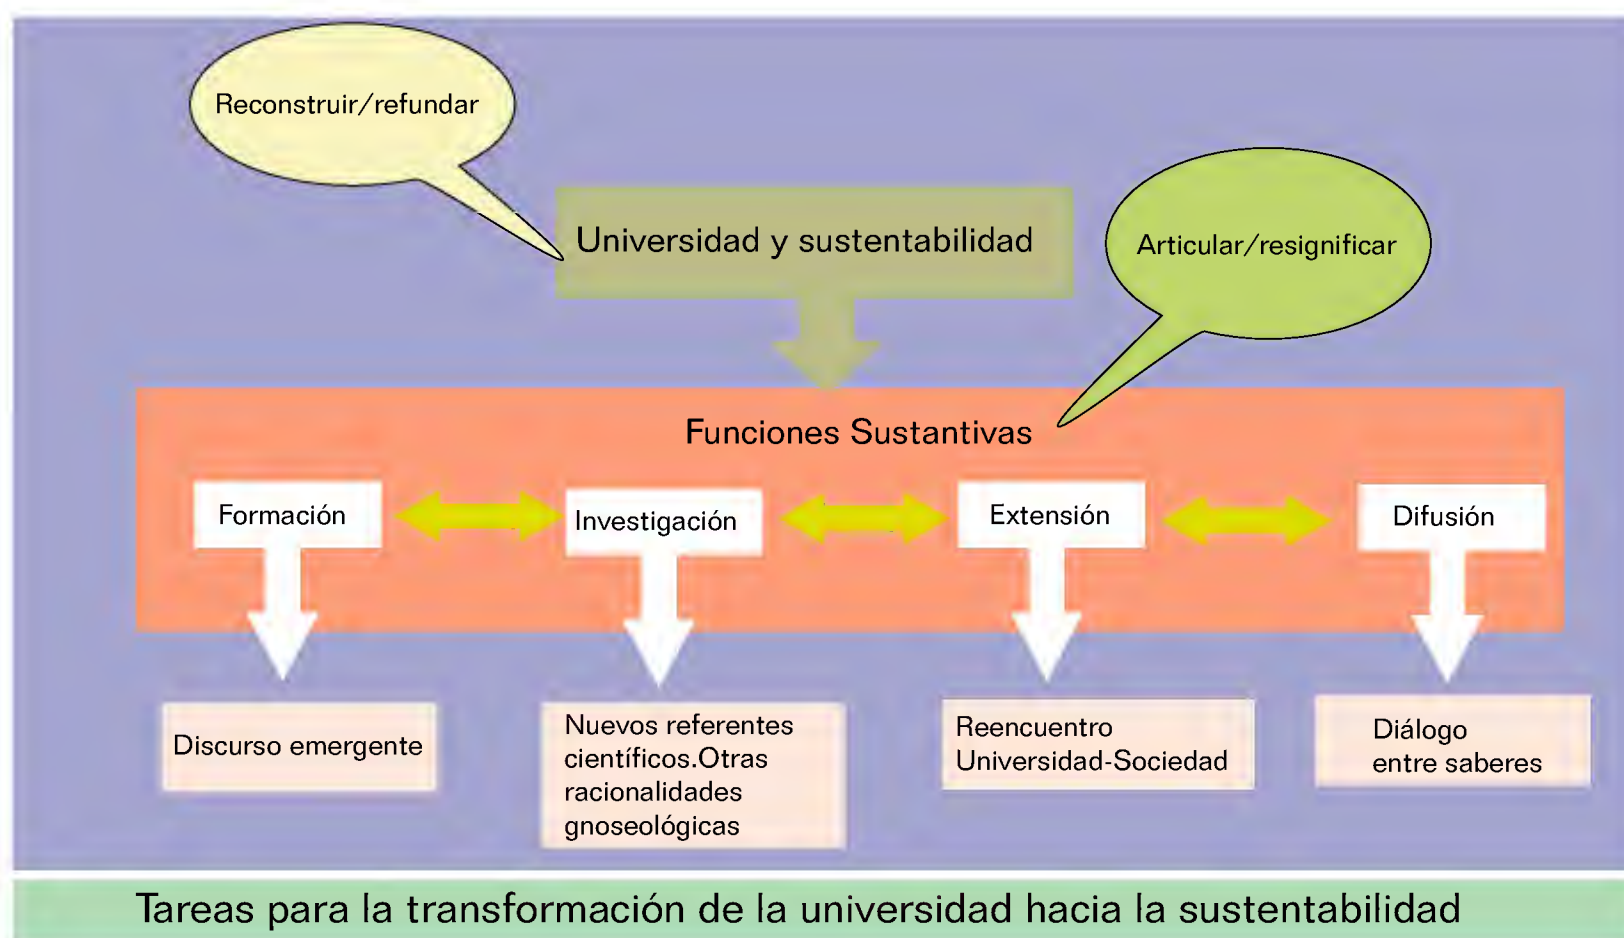 Reconstruir/refundar
Universidad y sustentabilidad
Articular/resignificar
Funciones Sustantivas
Formación
Investigación
Extensión
Difusión
Discurso emergente
Nuevos referentes
científicos.Otras
racionalidades
gnoseológicas
Reencuentro
Universidad-Sociedad
Diálogo
entre saberes
Tareas para la transformación de la universidad hacia la sustentabilidad